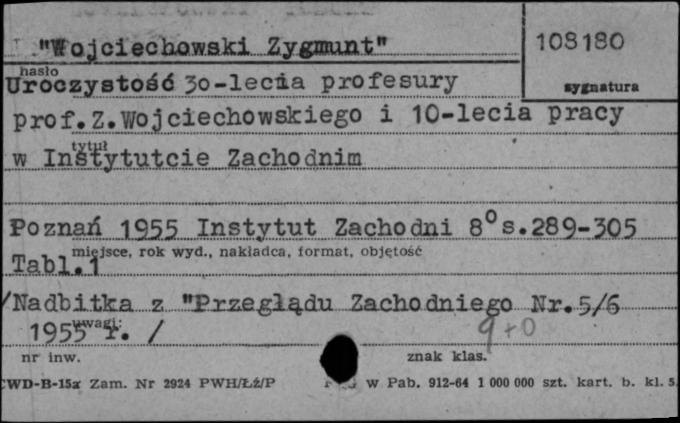 "Wojciechowski Zygmunt"
108180
hasło
sygnatura
Uroczystość 30-lecia profesury
prof.Z.Wojciechowskiego i 10-lecia pracy
tytuł
w Instytutcie Zachodnim
Poznań 1955 Instytut Zachodni 8° s.289-305
miejsce, rok wyd., nakładca, format, objętość
Tabl.1
/Nadbitka z "Przeglądu Zachodniego Nr.5/6
uwagi:
1955 r. /
9+0
nr inw.
znak klas.
CWD-B-15a Zam. Nr 2924 PWH/Łż/P w Pab. 912-64 1 000 000 szt. kart. b. kl. 5.